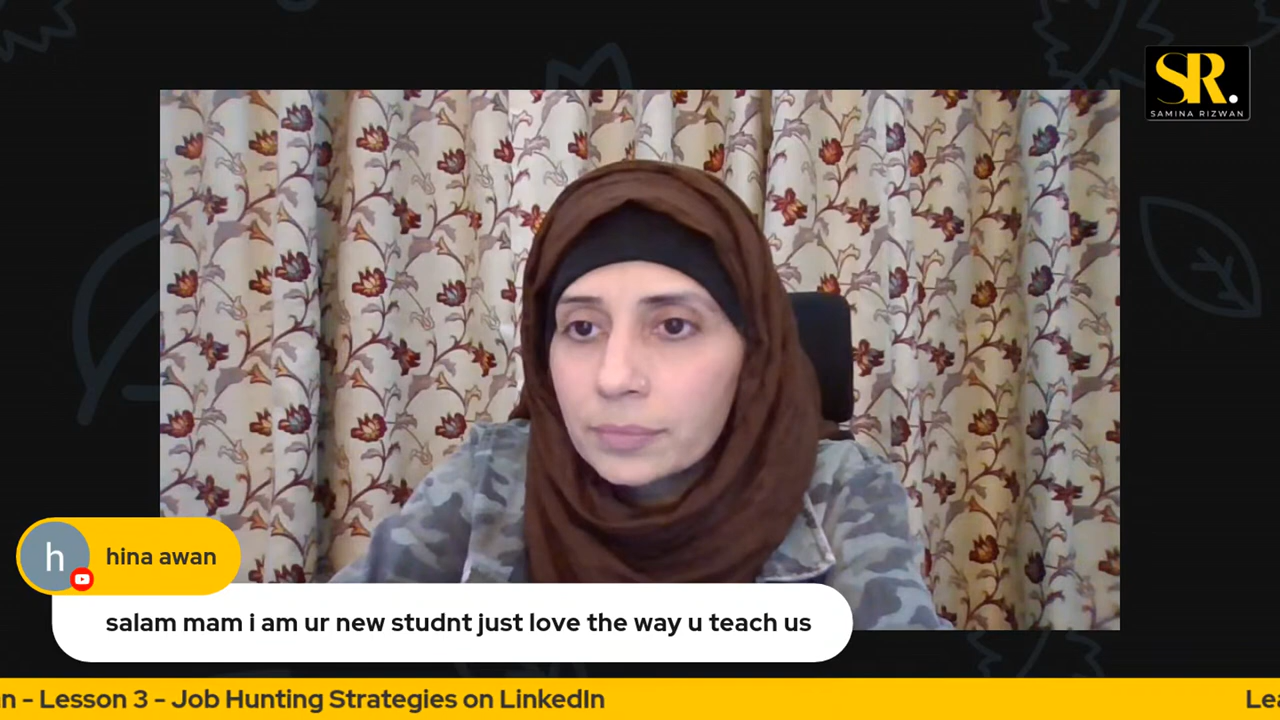 SR.
SAMINA RIZWAN
h
hina awan
salam mam i am ur new studnt just love the way u teach us
n - Lesson 3 - Job Hunting Strategies on LinkedIn
Lea